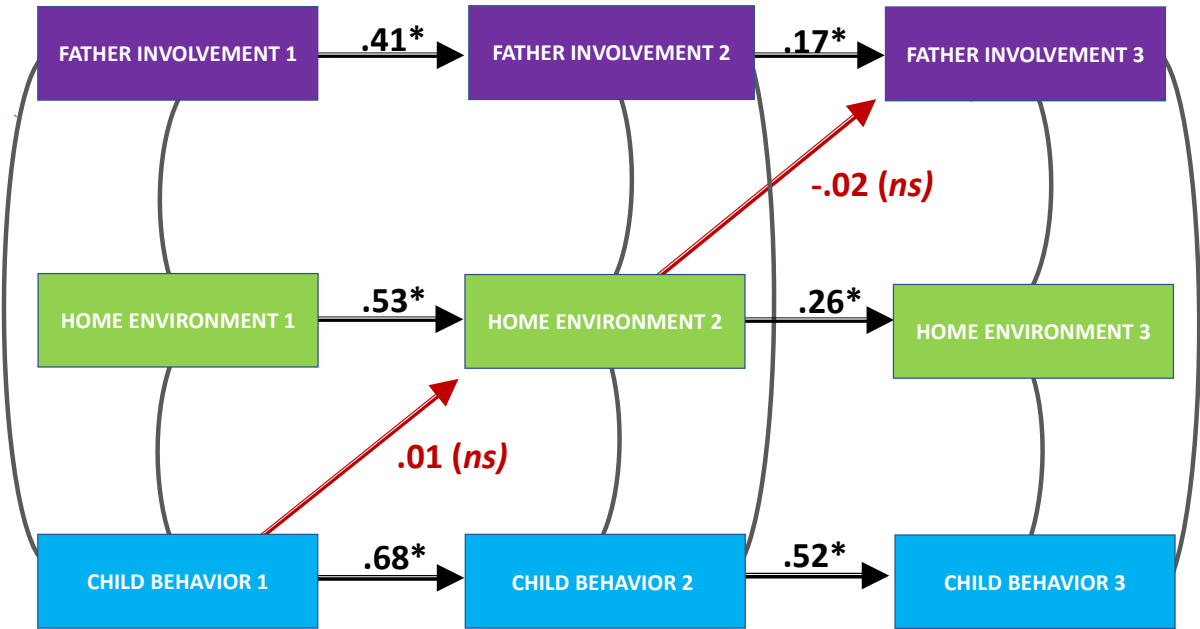 FATHER INVOLVEMENT 1
.41*
FATHER INVOLVEMENT 2
.17*
FATHER INVOLVEMENT 3
-.02 (ns)
HOME ENVIRONMENT 1
.53*
HOME ENVIRONMENT 2
.26*
HOME ENVIRONMENT 3
.01 (ns)
CHILD BEHAVIOR 1
.68*
CHILD BEHAVIOR 2
.52*
CHILD BEHAVIOR 3